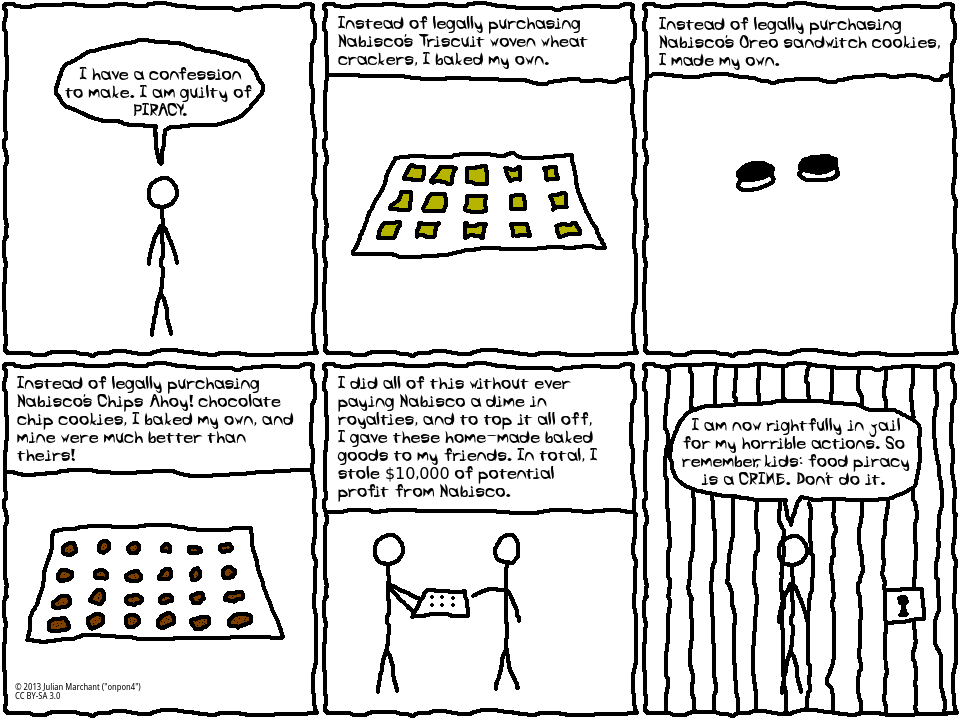 I have a confession
to make. I am guilty of
PIRACY.
Instead of legally purchasing
Nabisco's Triscuit woven wheat
crackers, I baked my own.
Instead of legally purchasing
Nabisco's Oreo sandwitch cookies,
I made my own.
Instead of legally purchasing
Nabisco's Chips Ahoy! chocolate
chip cookies, I baked my own, and
mine were much better than
theirs!
© 2013 Julian Marchant ("onpon4")
CC BY-SA 3.0
I did all of this without ever
paying Nabisco a dime in
royalties, and to top it all off,
I gave these home-made baked
goods to my friends. In total, I
stole $10,000 of potential
profit from Nabisco.
I am now rightfully in jail
for my horrible actions. So
remember, kids: food piracy
is a CRIME. Don't do it.